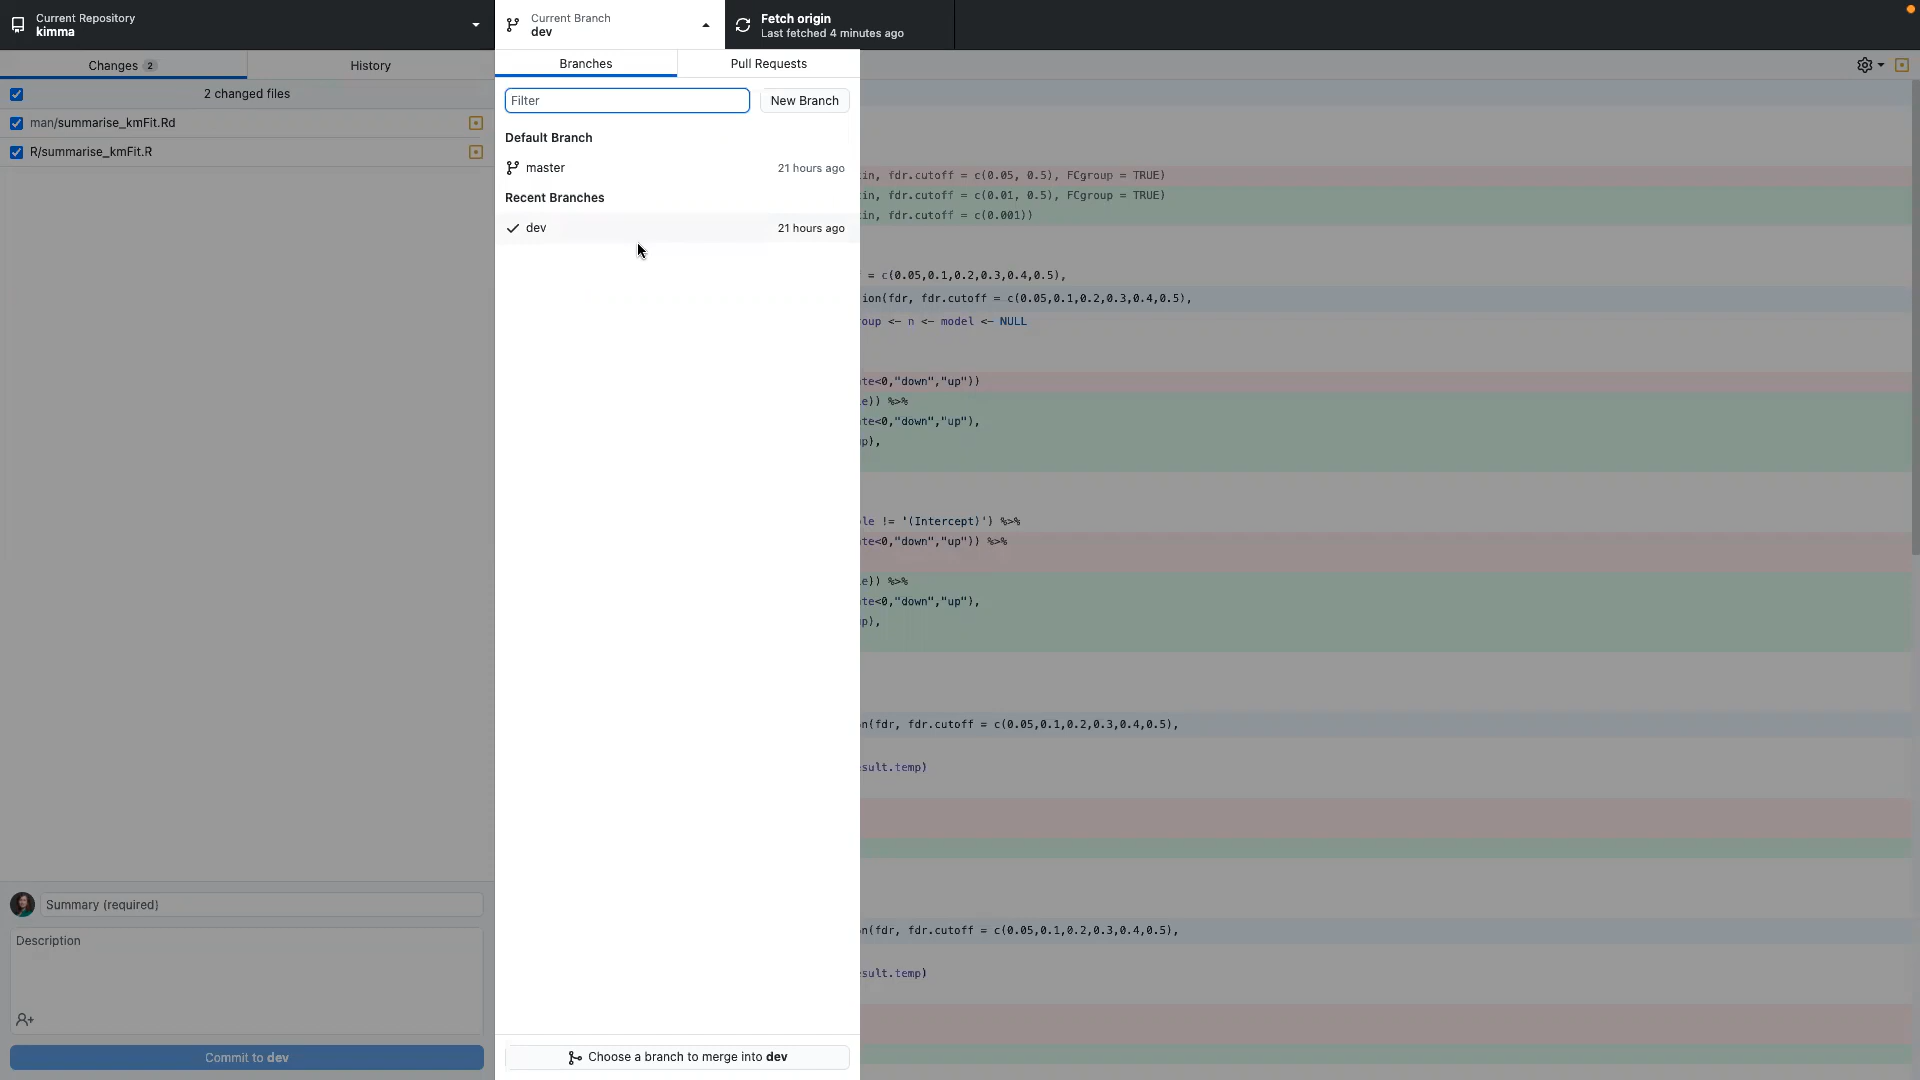 Current Repository
kimma
Current Branch
dev
Fetch origin
Last fetched 4 minutes ago
Changes 2
History
2 changed files
man/summarise_kmFit.Rd
R/summarise_kmFit.R
Branches
Pull Requests
Filter
New Branch
Default Branch
master
21 hours ago
Recent Branches
dev
21 hours ago
in, fdr.cutoff = c(0.05, 0.5), FCgroup = TRUE)
in, fdr.cutoff = c(0.01, 0.5), FCgroup = TRUE)
in, fdr.cutoff = c(0.001))
= c(0.05,0.1,0.2,0.3,0.4,0.5),
ion(fdr, fdr.cutoff = c(0.05,0.1,0.2,0.3,0.4,0.5),
oup <- n <- model <- NULL
te<0,"down","up"))
e)) %>%
te<0,"down","up"),
p),
le != '(Intercept)') %>%
te<0,"down","up")) %>%
e)) %>%
te<0,"down","up"),
p),
n(fdr, fdr.cutoff = c(0.05,0.1,0.2,0.3,0.4,0.5),
sult.temp)
n(fdr, fdr.cutoff = c(0.05,0.1,0.2,0.3,0.4,0.5),
sult.temp)
Summary (required)
Description
Commit to dev
Choose a branch to merge into dev